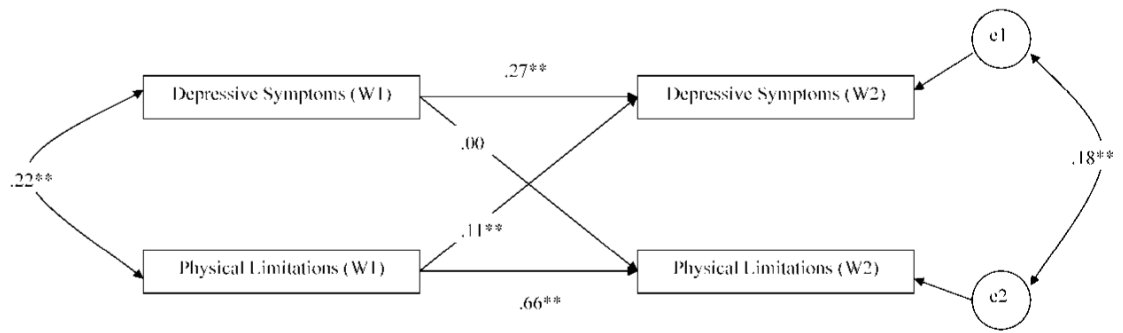 e1
.27**
Depressive Symptoms (W1)
Depressive Symptoms (W2)
.00
.18**
.22**
.11**
Physical Limitations (W1)
Physical Limitations (W2)
.66**
e2